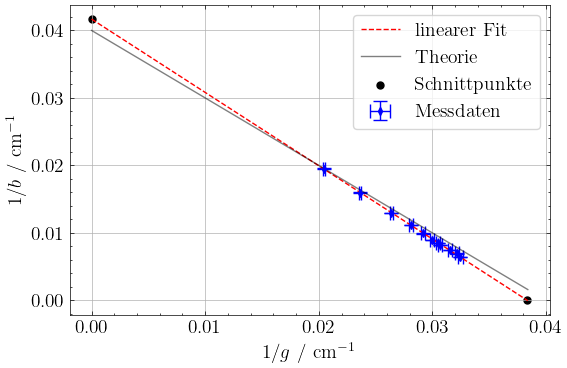 linearer Fit
Theorie
Schnittpunkte
Messdaten
0.04
0.03
0.02
0.01
0.00
1/b / cm⁻¹
0.00 0.01 0.02 0.03 0.04
1/g / cm⁻¹